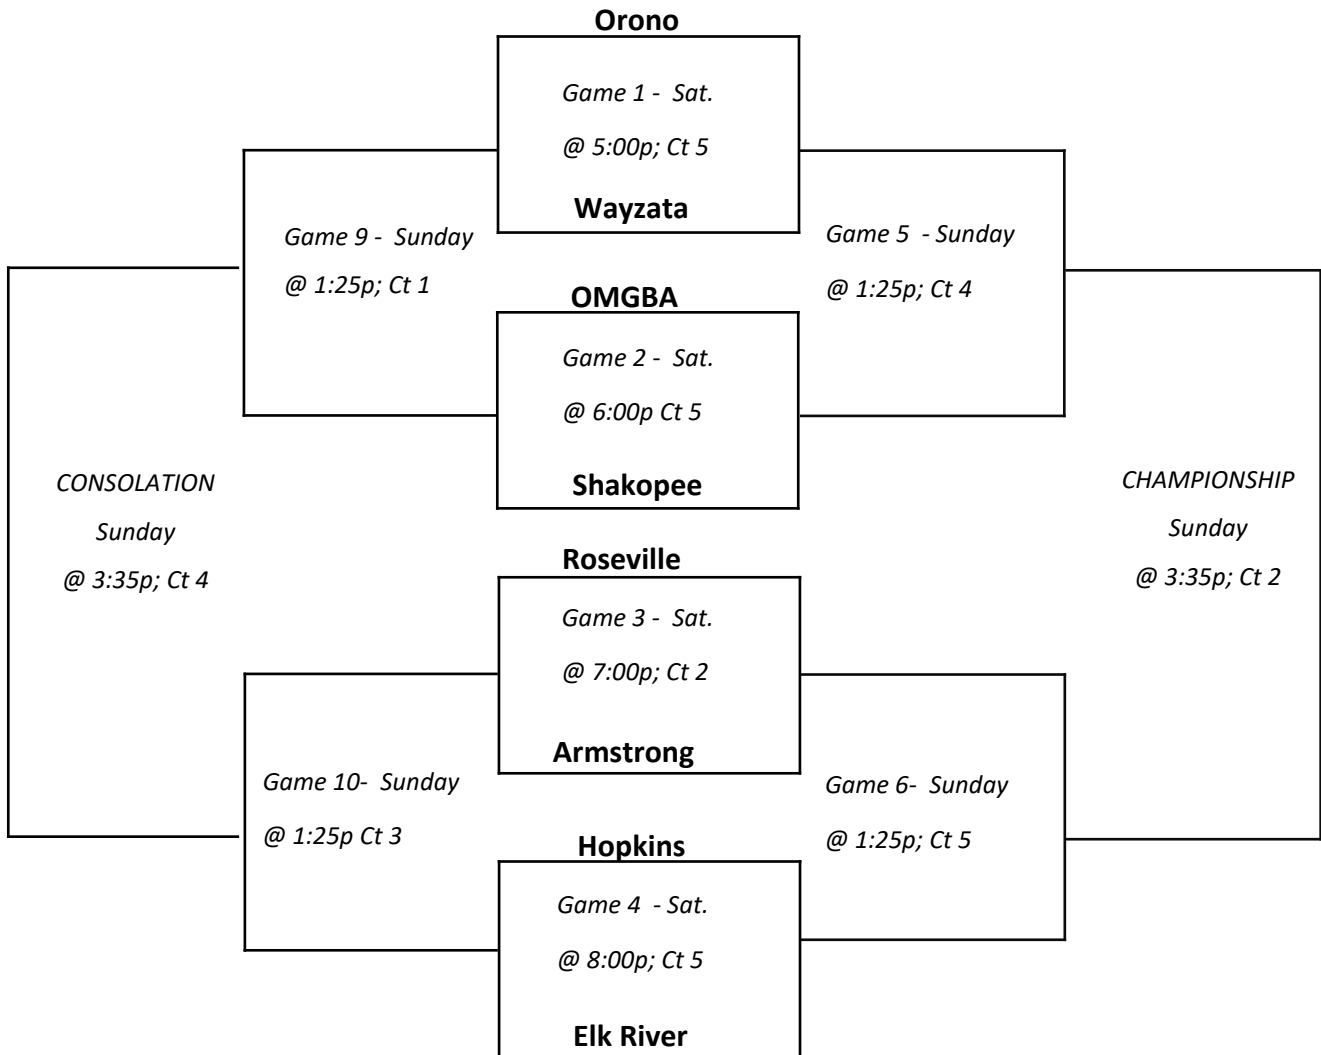 Orono
Game 1 - Sat.
@ 5:00p; Ct 5
Wayzata
Game 9 - Sunday
@ 1:25p; Ct 1
Game 5 - Sunday
@ 1:25p; Ct 4
OMGBA
Game 2 - Sat.
@ 6:00p Ct 5
Shakopee
CONSOLATION
Sunday
@ 3:35p; Ct 4
CHAMPIONSHIP
Sunday
@ 3:35p; Ct 2
Roseville
Game 3 - Sat.
@ 7:00p; Ct 2
Armstrong
Game 10- Sunday
@ 1:25p Ct 3
Game 6- Sunday
@ 1:25p; Ct 5
Hopkins
Game 4 - Sat.
@ 8:00p; Ct 5
Elk River